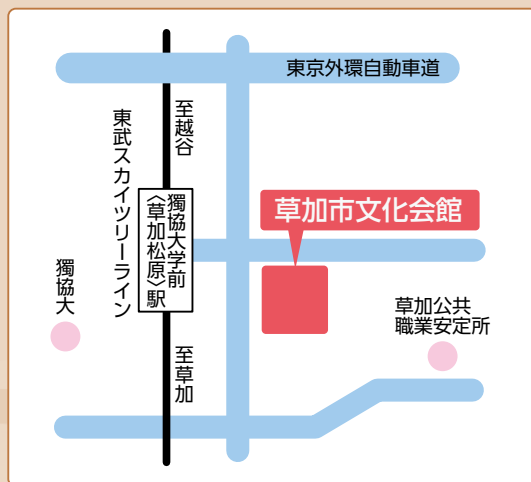 東京外環自動車道
至越谷
東武スカイツリーライン
獨協大学前
〈草加松原〉駅
草加市文化会館
獨協大
草加公共
職業安定所
至草加